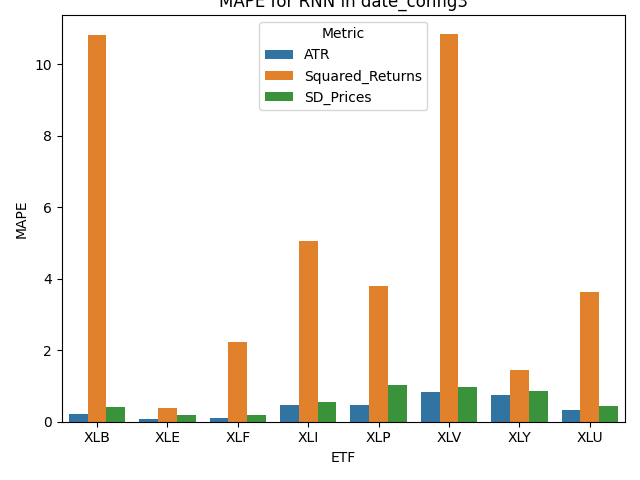 MAPE for RNN in date_config3
Metric
ATR
Squared_Returns
SD_Prices
MAPE
10
8
6
4
2
0
XLB XLE XLF XLI XLP XLV XLY XLU
ETF